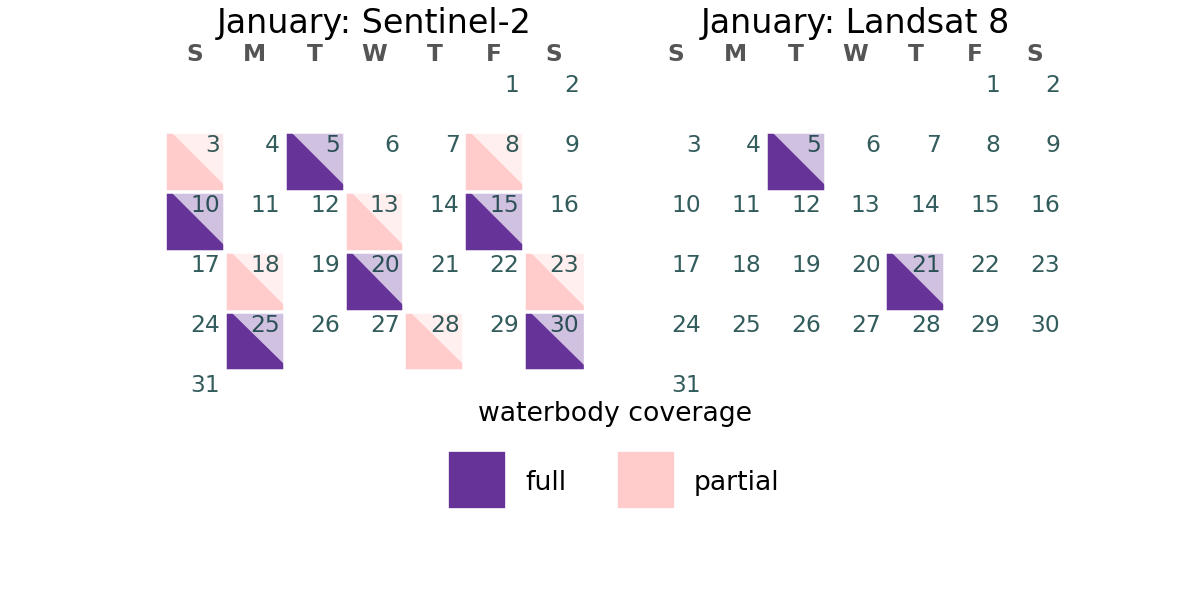 January: Sentinel-2
S M T W T F S
1 2
3 4 5 6 7 8 9
10 11 12 13 14 15 16
17 18 19 20 21 22 23
24 25 26 27 28 29 30
31
January: Landsat 8
S M T W T F S
1 2
3 4 5 6 7 8 9
10 11 12 13 14 15 16
17 18 19 20 21 22 23
24 25 26 27 28 29 30
31
waterbody coverage
full partial